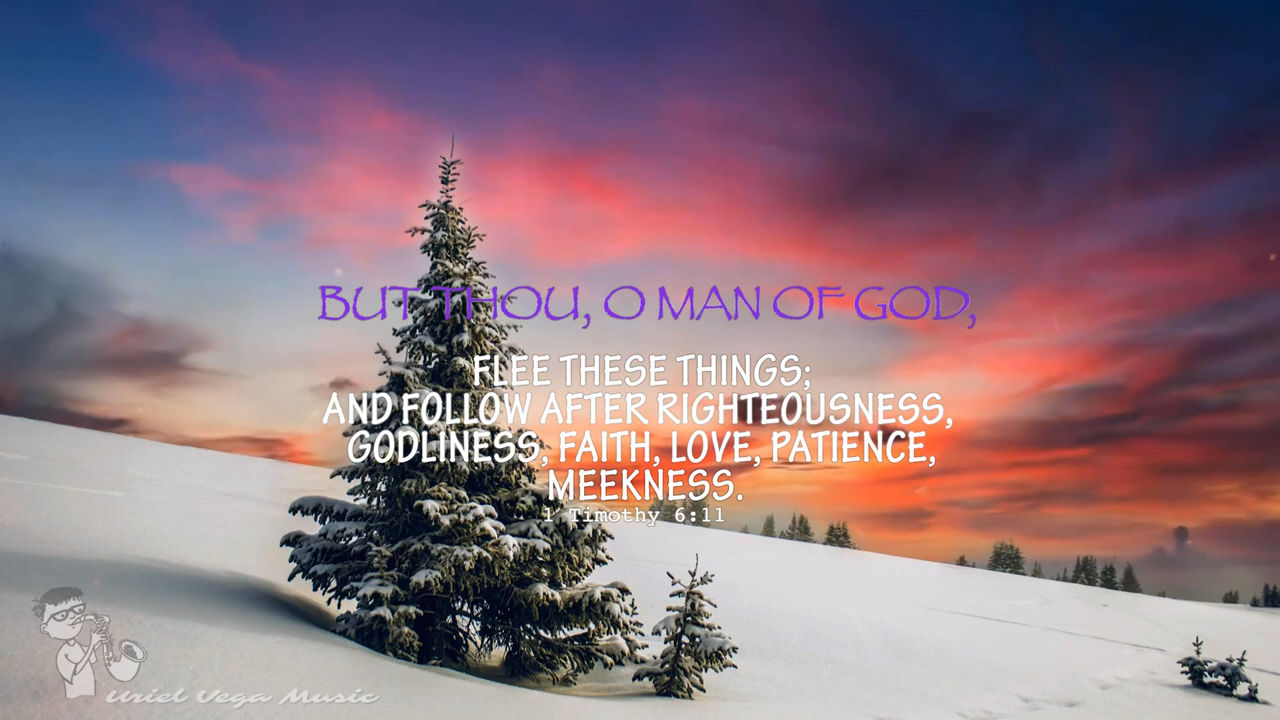 BUT THOU, O MAN OF GOD,
FLEE THESE THINGS;
AND FOLLOW AFTER RIGHTEOUSNESS,
GODLINESS, FAITH, LOVE, PATIENCE,
MEEKNESS.
1 Timothy 6:11
Uriel Vega Music